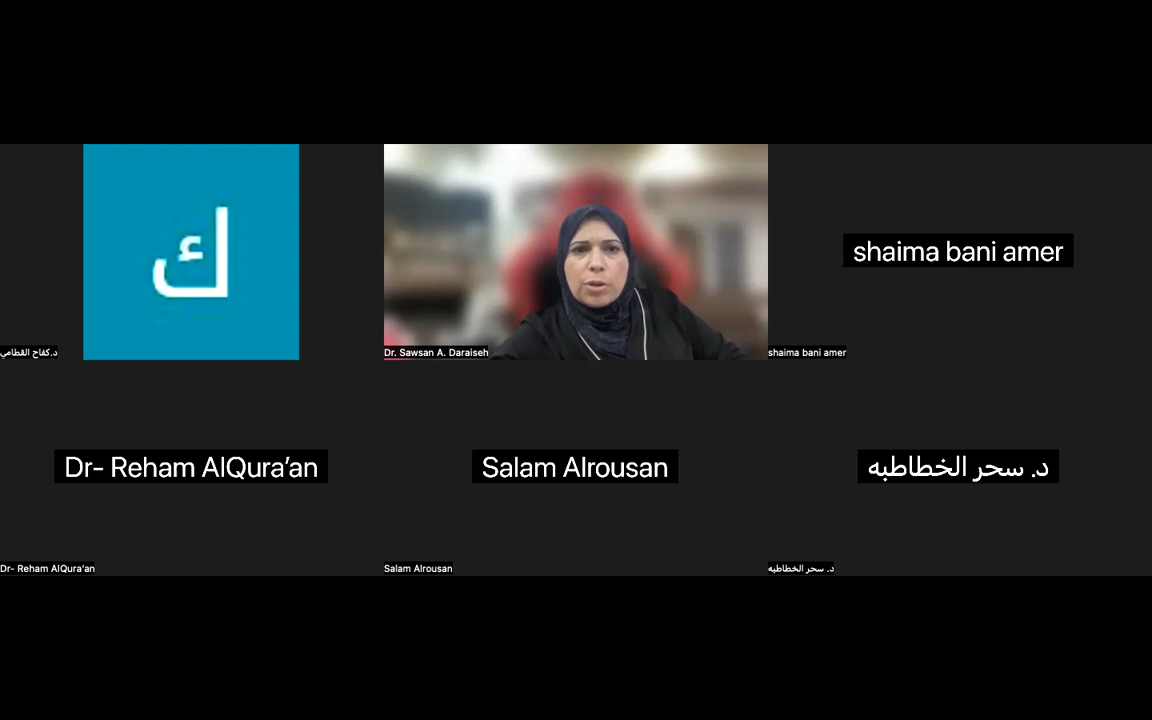 ك
د.كفاح القطامي
Dr. Sawsan A. Daraiseh
shaima bani amer
shaima bani amer
Dr- Reham AlQura’an
Dr- Reham AlQura’an
Salam Alrousan
Salam Alrousan
د. سحر الخطاطبه
د. سحر الخطاطبه